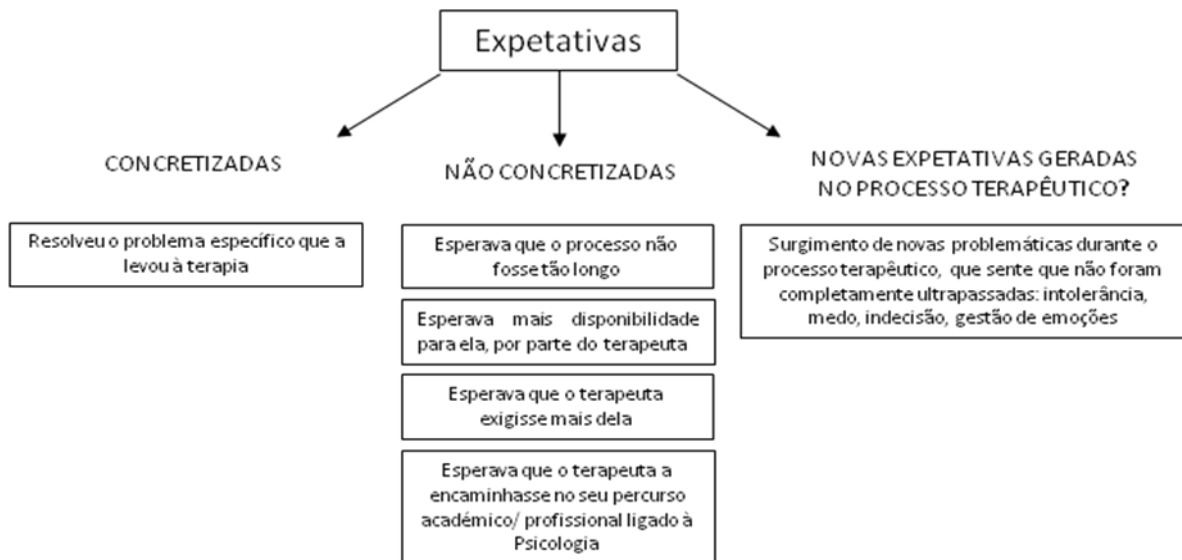 Expetativas
CONCRETIZADAS
Resolveu o problema específico que a
levou à terapia
NÃO CONCRETIZADAS
Esperava que o processo não
fosse tão longo
Esperava mais disponibilidade
para ela, por parte do terapeuta
Esperava que o terapeuta
exigisse mais dela
Esperava que o terapeuta a
encaminhasse no seu percurso
académico/ profissional ligado à
Psicologia
NOVAS EXPETATIVAS GERADAS
NO PROCESSO TERAPÊUTICO?
Surgimento de novas problemáticas durante o
processo terapêutico, que sente que não foram
completamente ultrapassadas: intolerância,
medo, indecisão, gestão de emoções